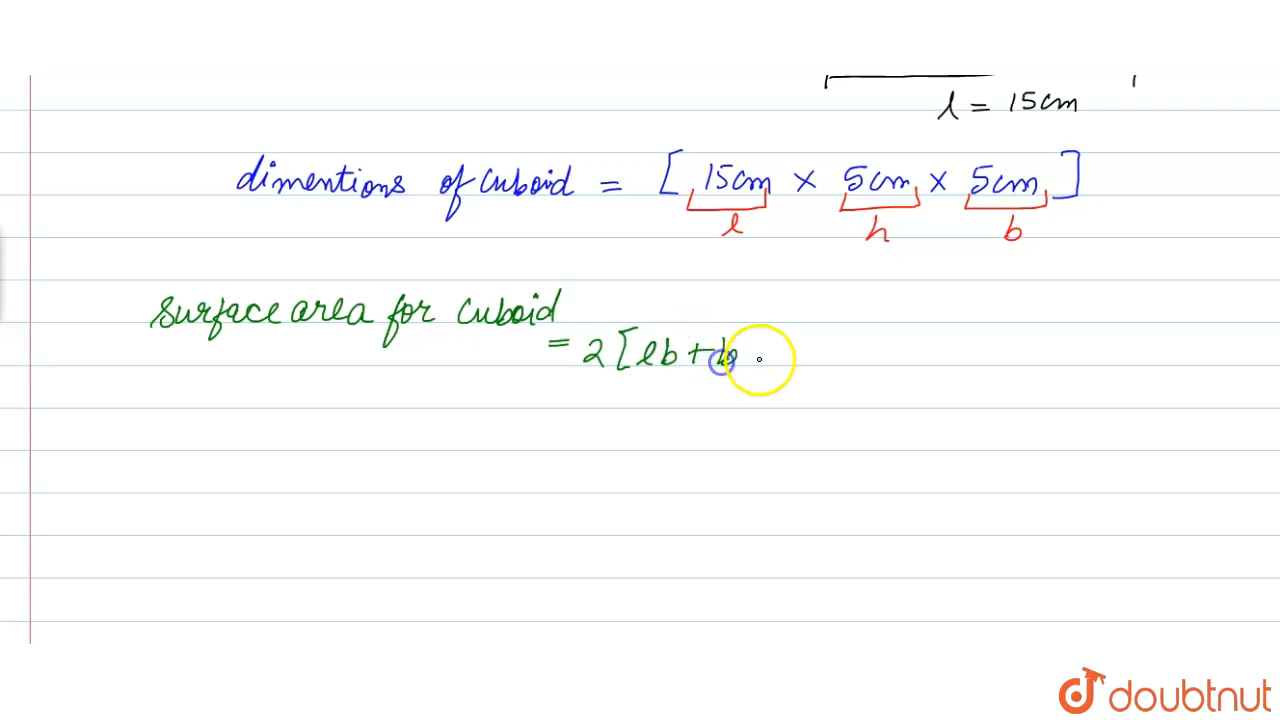 l = 15cm
dimentions of cuboid = [15cm × 5cm × 5cm]
l h b
surface area for cuboid
= 2 [lb +
doubtnut